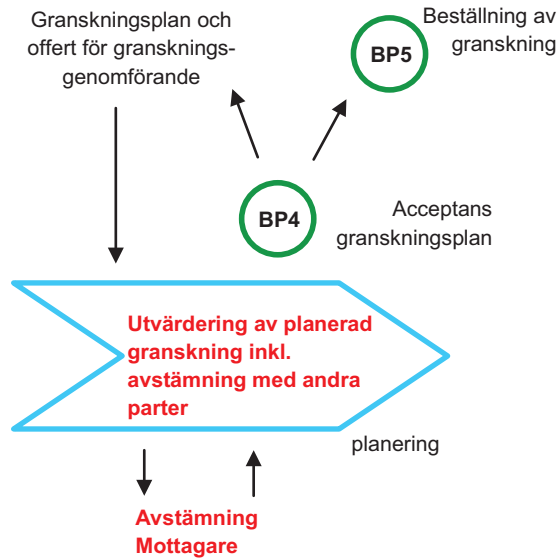 Granskningsplan och
offert för gransknings-
genomförande
Beställning av
granskning
BP5
BP4
Acceptans
granskningsplan
Utvärdering av planerad
granskning inkl.
avstämning med andra
parter
planering
Avstämning
Mottagare